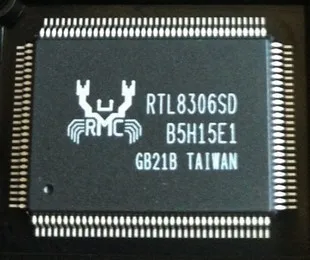 RTL8306SD
RMC
B5H15E1
GB21B TAIWAN